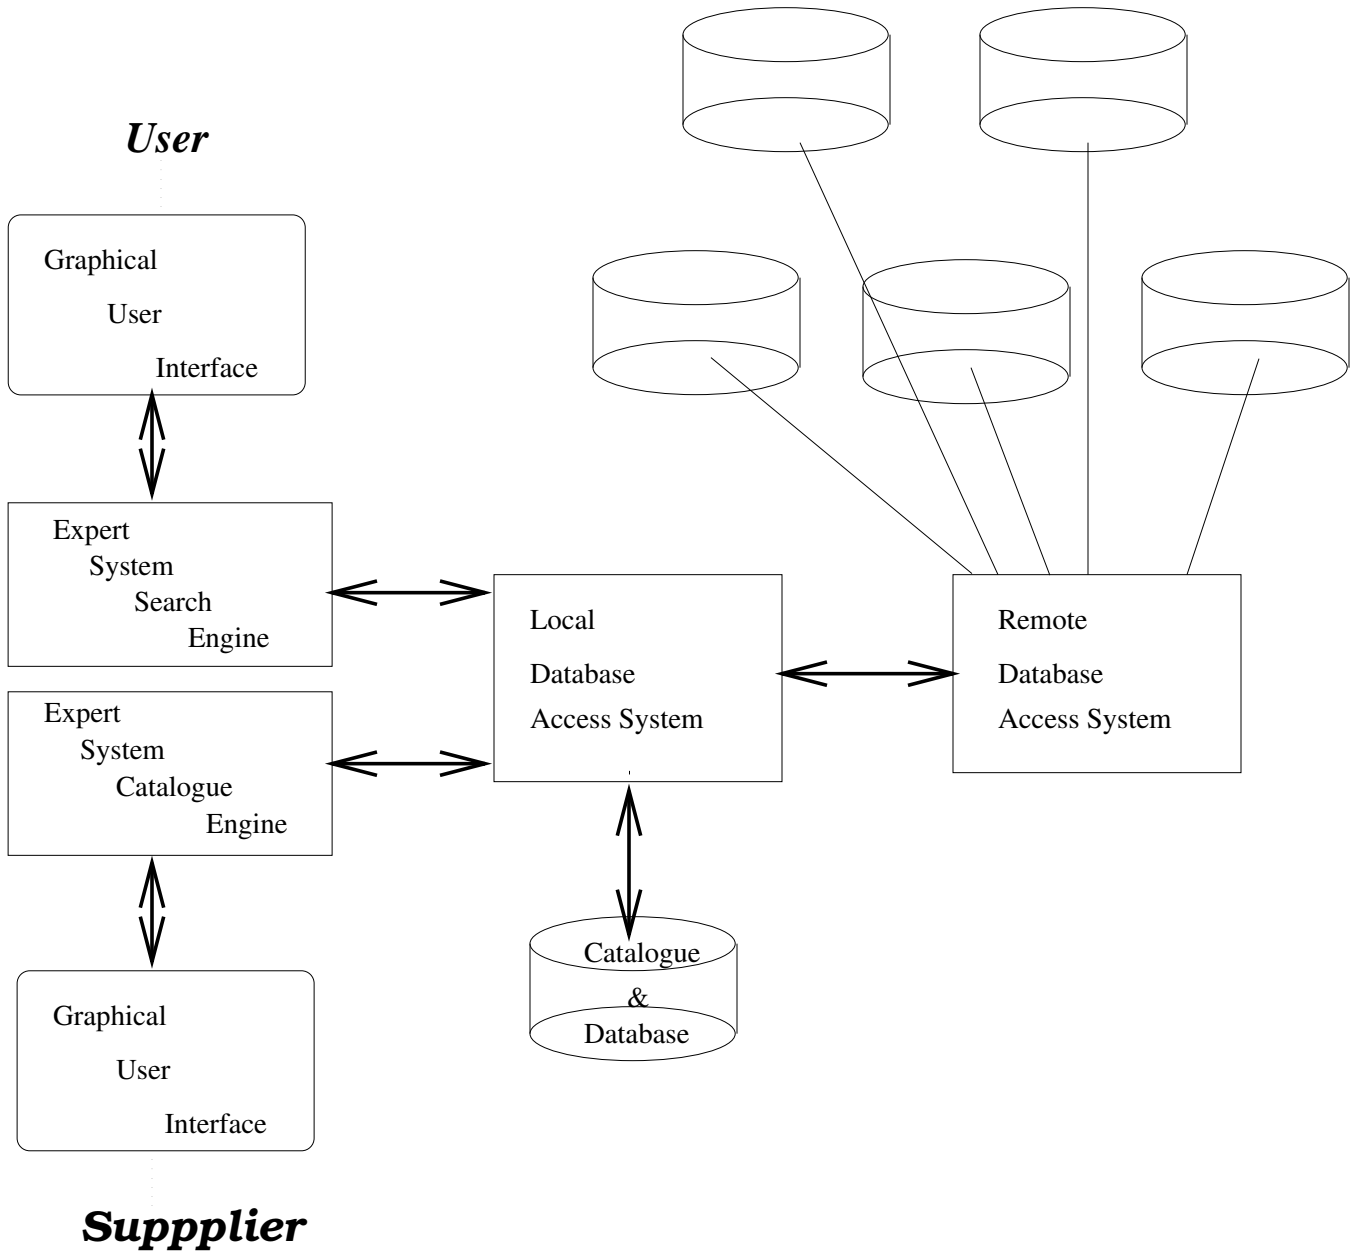 User
Graphical
User
Interface
Expert
System
Search
Engine
Expert
System
Catalogue
Engine
Graphical
User
Interface
Suppplier
Local
Database
Access System
Catalogue
&
Database
Remote
Database
Access System